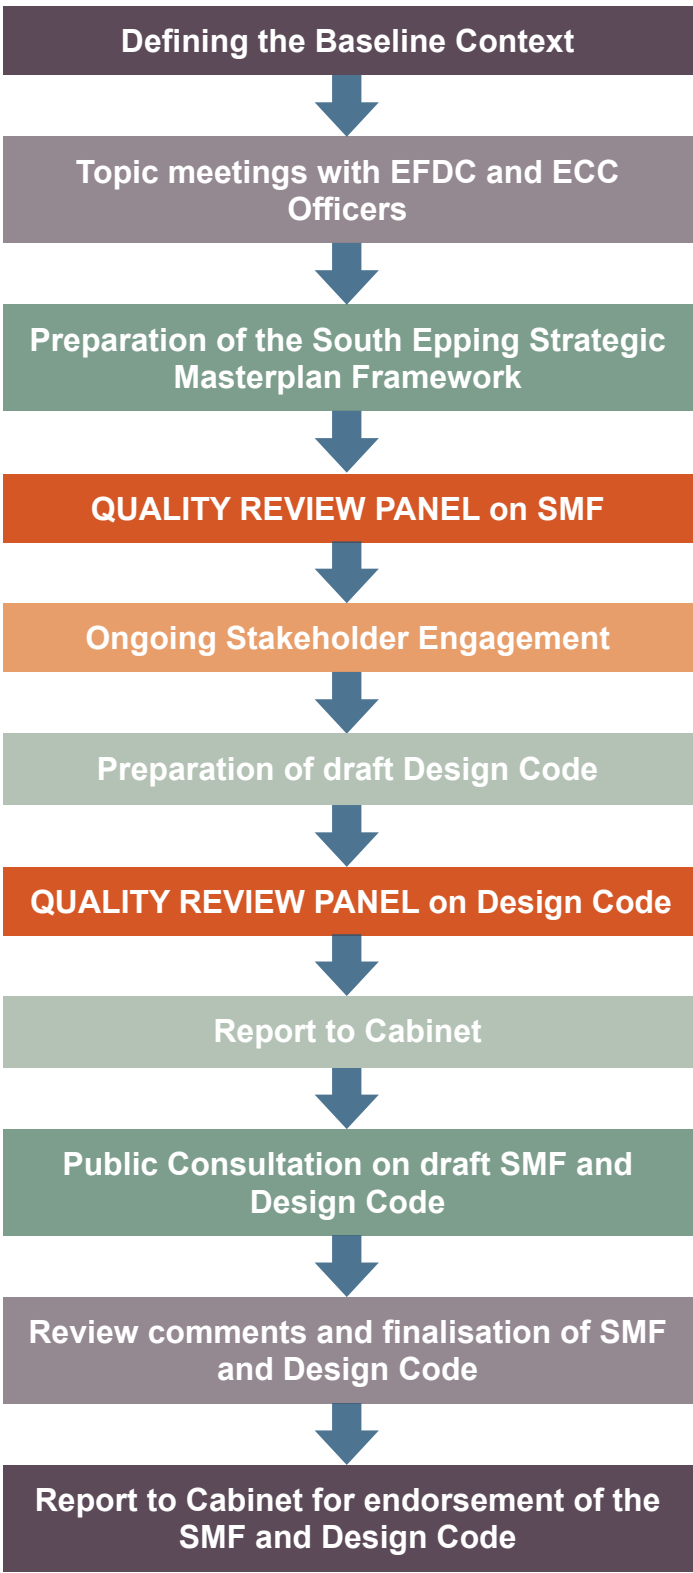 Defining the Baseline Context
Topic meetings with EFDC and ECC
Officers
Preparation of the South Epping Strategic
Masterplan Framework
QUALITY REVIEW PANEL on SMF
Ongoing Stakeholder Engagement
Preparation of draft Design Code
QUALITY REVIEW PANEL on Design Code
Report to Cabinet
Public Consultation on draft SMF and
Design Code
Review comments and finalisation of SMF
and Design Code
Report to Cabinet for endorsement of the
SMF and Design Code